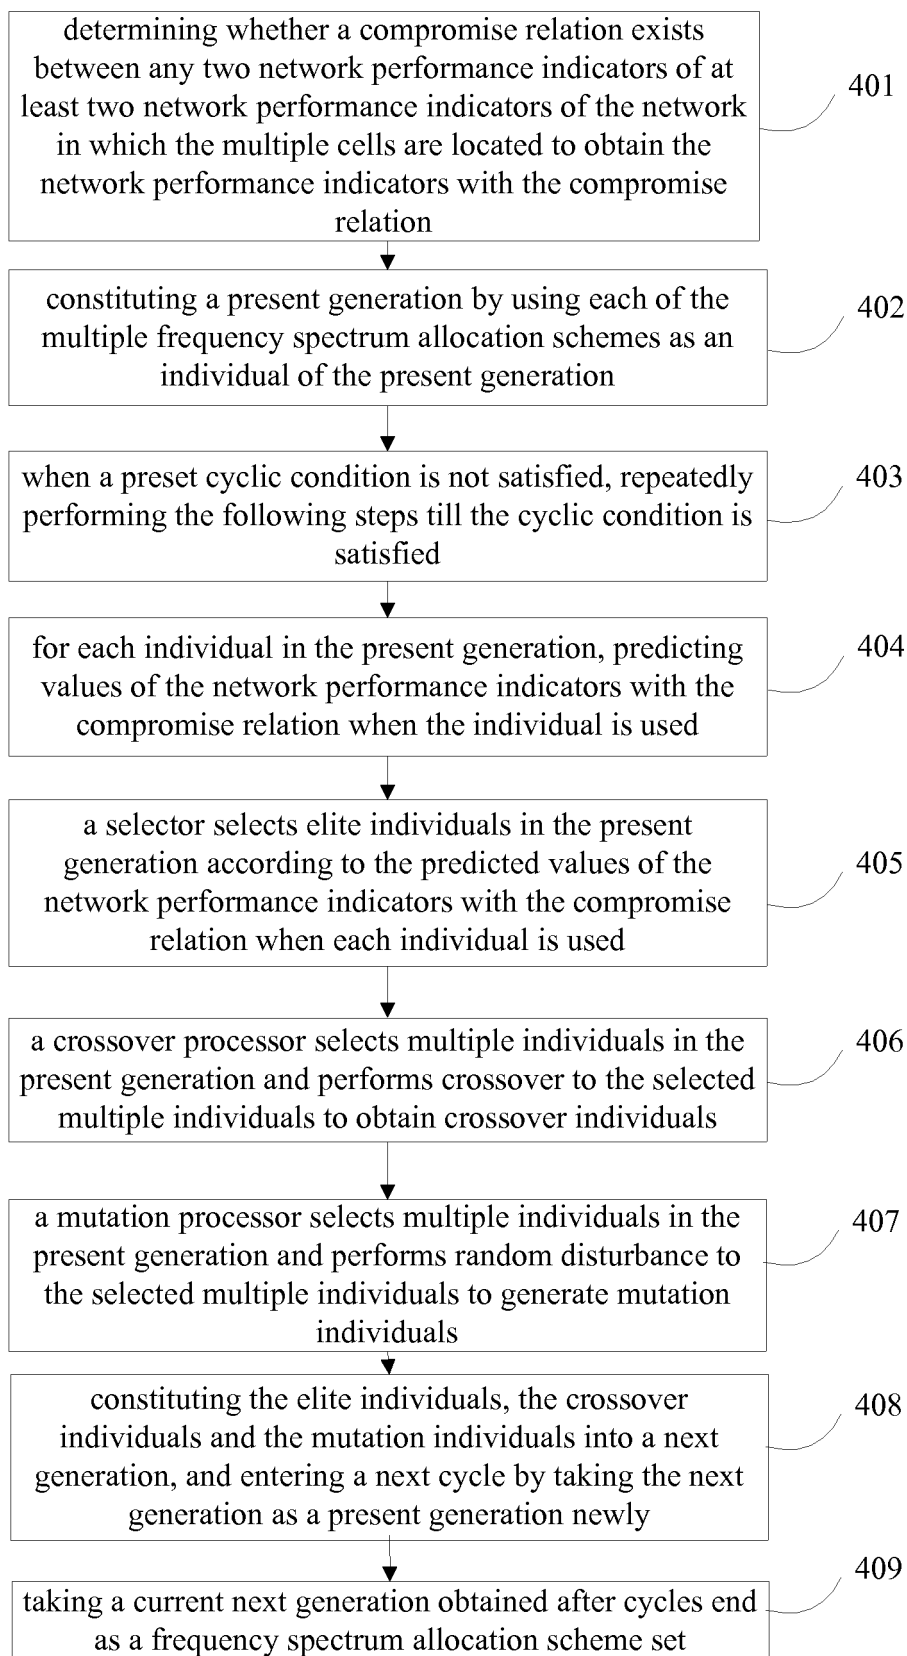 determining whether a compromise relation exists
between any two network performance indicators of at
least two network performance indicators of the network
in which the multiple cells are located to obtain the
network performance indicators with the compromise
relation
401
constituting a present generation by using each of the
multiple frequency spectrum allocation schemes as an
individual of the present generation
402
when a preset cyclic condition is not satisfied, repeatedly
performing the following steps till the cyclic condition is
satisfied
403
for each individual in the present generation, predicting
values of the network performance indicators with the
compromise relation when the individual is used
404
a selector selects elite individuals in the present
generation according to the predicted values of the
network performance indicators with the compromise
relation when each individual is used
405
a crossover processor selects multiple individuals in the
present generation and performs crossover to the selected
multiple individuals to obtain crossover individuals
406
a mutation processor selects multiple individuals in the
present generation and performs random disturbance to
the selected multiple individuals to generate mutation
individuals
407
constituting the elite individuals, the crossover
individuals and the mutation individuals into a next
generation, and entering a next cycle by taking the next
generation as a present generation newly
408
taking a current next generation obtained after cycles end
as a frequency spectrum allocation scheme set
409